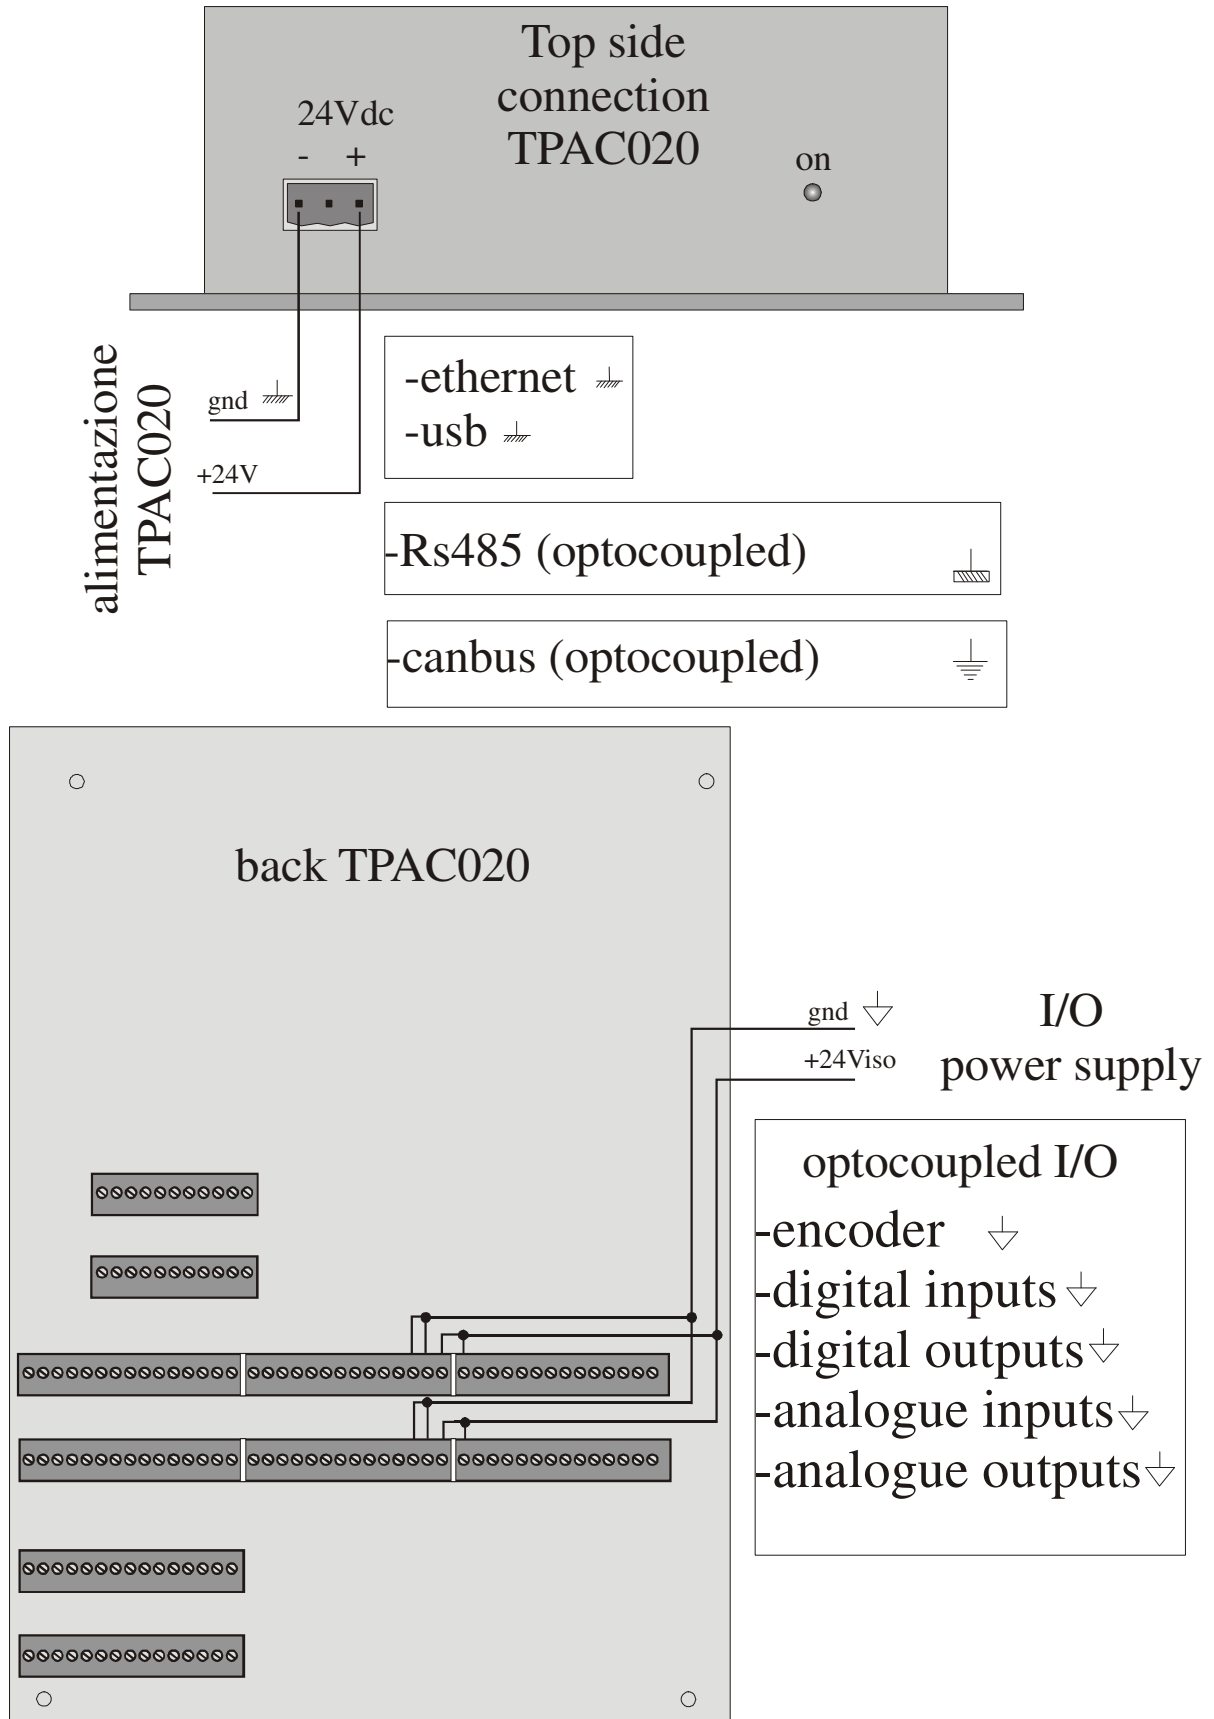 Top side
connection
TPAC020
24Vdc
- +
on
alimentazione
TPAC020
gnd
+24V
-ethernet
-usb
-Rs485 (optocoupled)
-canbus (optocoupled)
back TPAC020
gnd
+24Viso
I/O
power supply
optocoupled I/O
-encoder
-digital inputs
-digital outputs
-analogue inputs
-analogue outputs